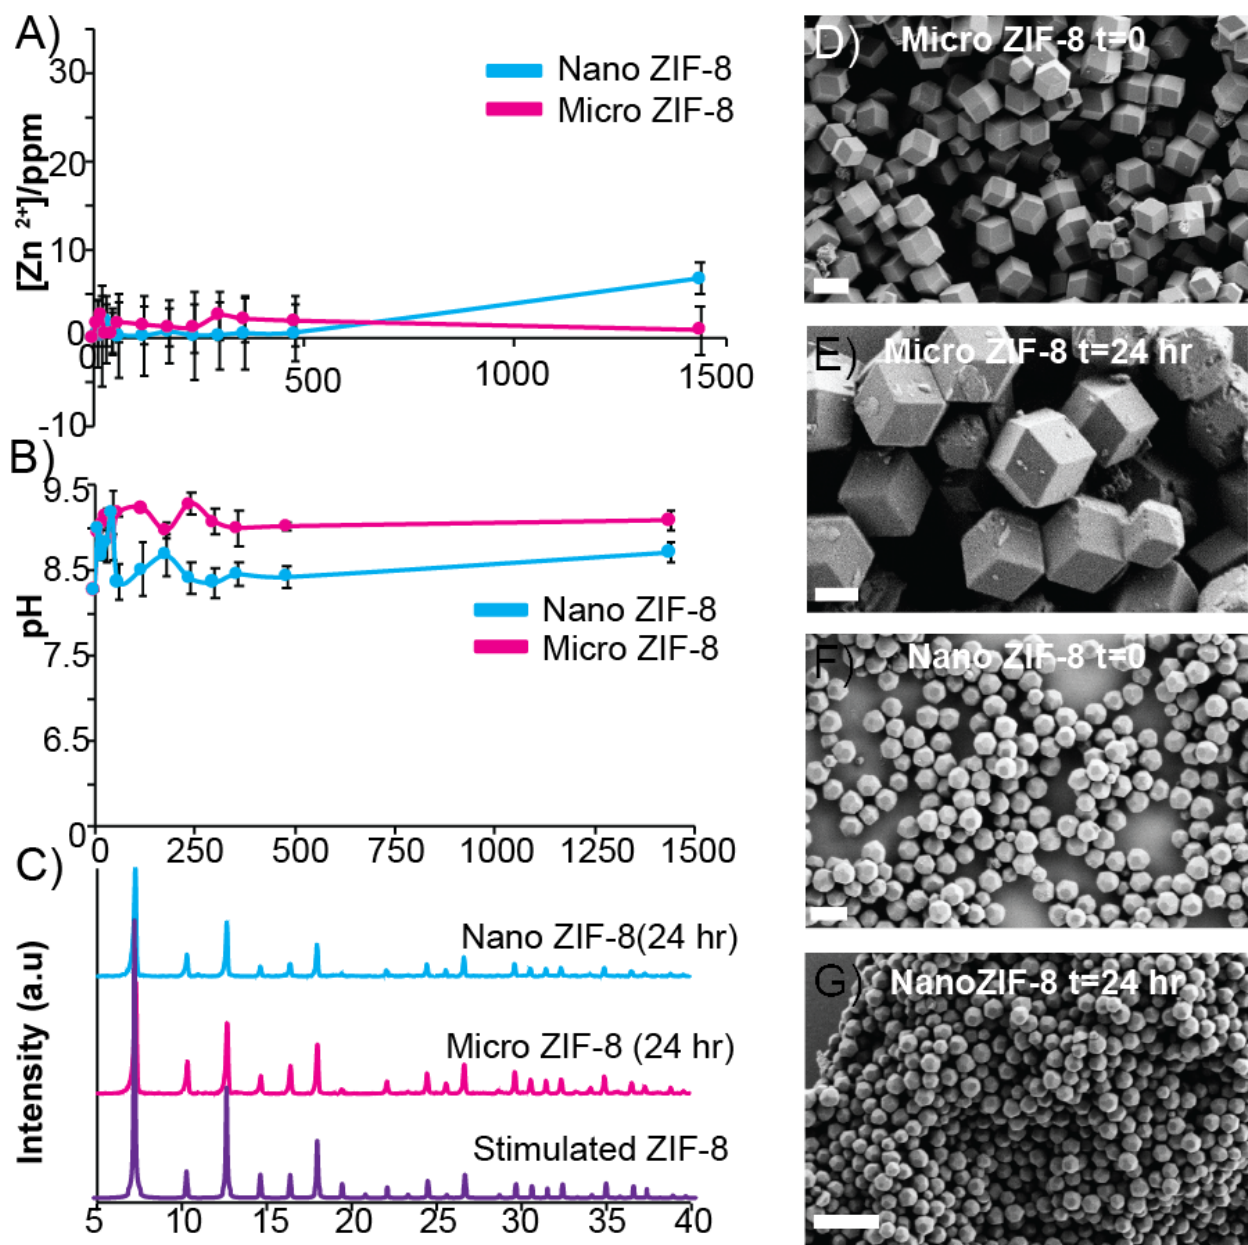 A)
30
20
10
0
-10
[Zn 2+]/ppm
Nano ZIF-8
Micro ZIF-8
0
500
1000
1500
B)
9.5
8.5
7.5
6.5
0
pH
Nano ZIF-8
Micro ZIF-8
0 250 500 750 1000 1250 1500
C)
Intensity (a.u)
Nano ZIF-8(24 hr)
Micro ZIF-8 (24 hr)
Stimulated ZIF-8
5 10 15 20 25 30 35 40
D) Micro ZIF-8 t=0
E) Micro ZIF-8 t=24 hr
F) Nano ZIF-8 t=0
G) NanoZIF-8 t=24 hr